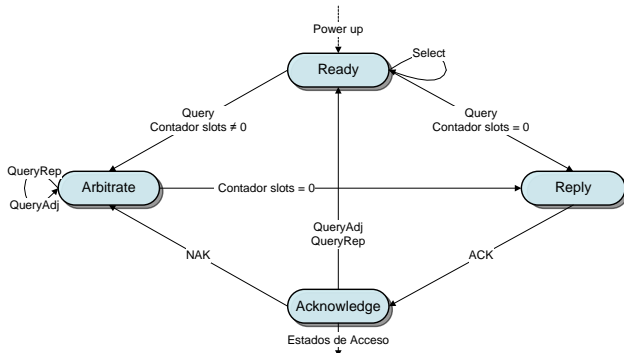 Power up
Select
Ready
Query
Contador slots ≠ 0
Query
Contador slots = 0
QueryRep
Arbitrate
QueryAdj
Contador slots = 0
Reply
QueryAdj
QueryRep
NAK
ACK
Acknowledge
Estados de Acceso